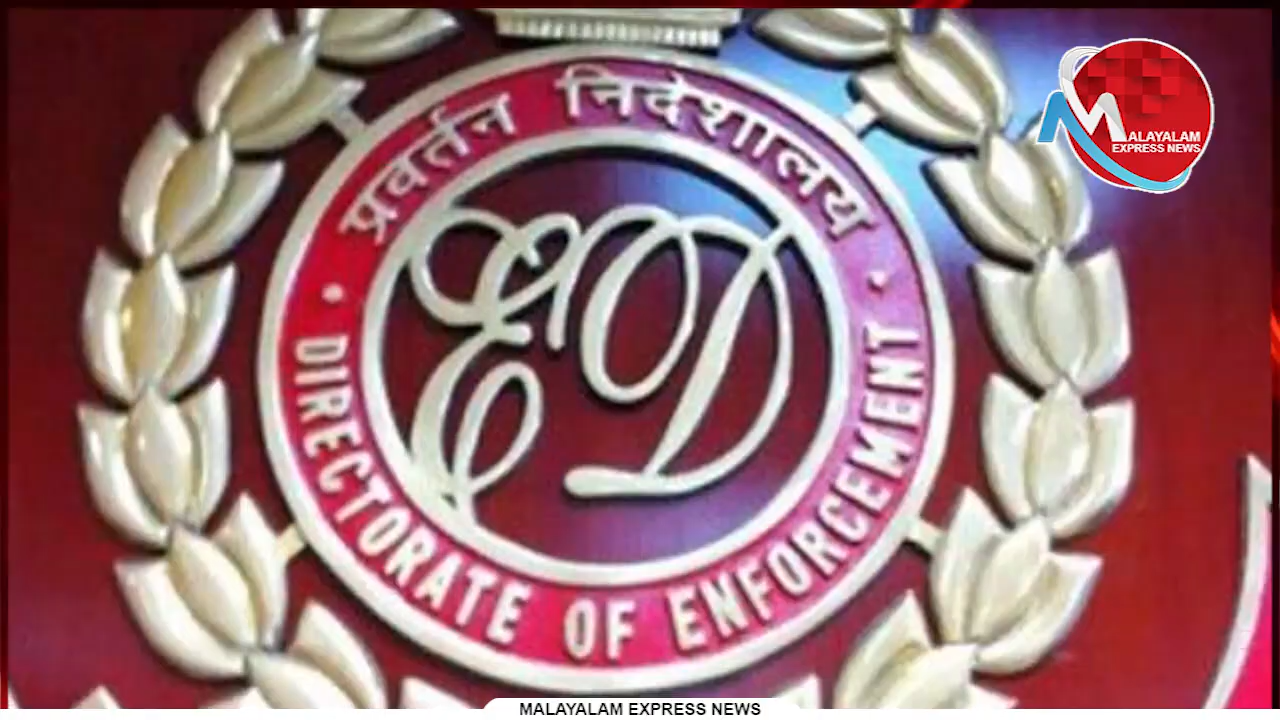 प्रवर्तन निदेशालय
ED
DIRECTORATE OF ENFORCEMENT
MALAYALAM
EXPRESS NEWS
MALAYALAM EXPRESS NEWS